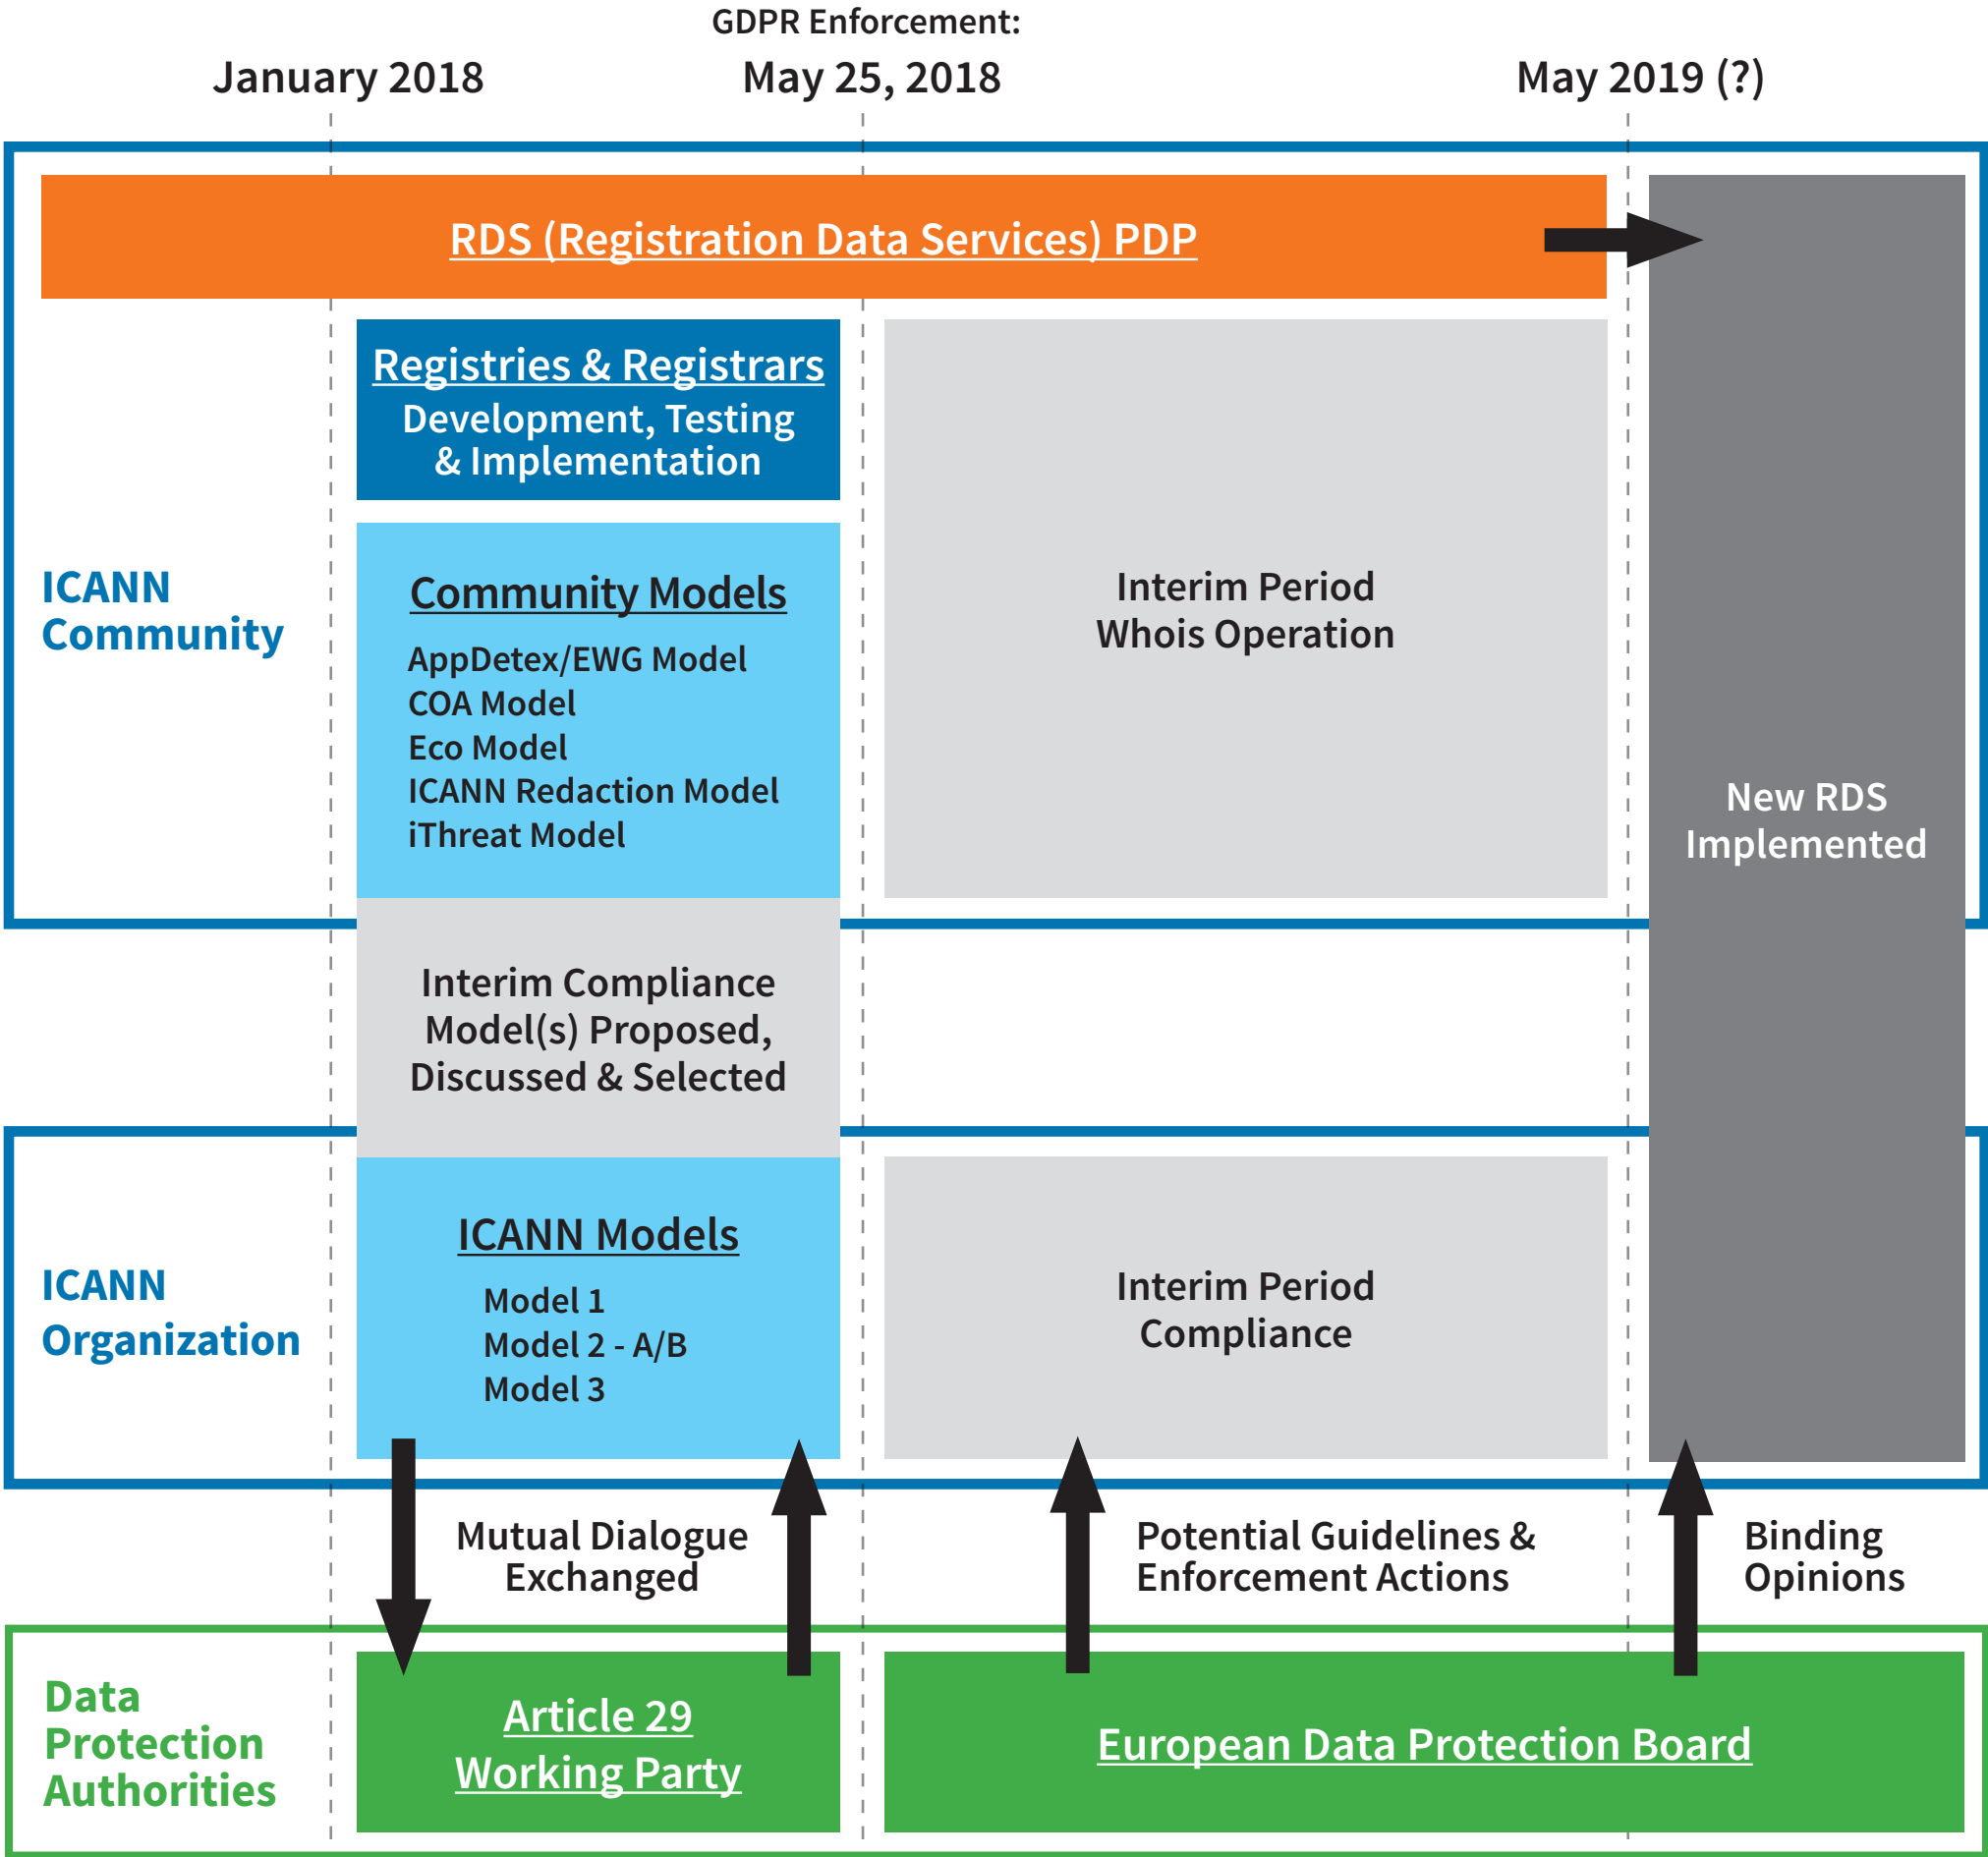 GDPR Enforcement:
January 2018
May 25, 2018
May 2019 (?)
RDS (Registration Data Services) PDP
Registries & Registrars
Development, Testing
& Implementation
ICANN
Community
Community Models
AppDetex/EWG Model
COA Model
Eco Model
ICANN Redaction Model
iThreat Model
Interim Period
Whois Operation
New RDS
Implemented
Interim Compliance
Model(s) Proposed,
Discussed & Selected
ICANN
Organization
ICANN Models
Model 1
Model 2 - A/B
Model 3
Interim Period
Compliance
Mutual Dialogue
Exchanged
Potential Guidelines &
Enforcement Actions
Binding
Opinions
Data
Protection
Authorities
Article 29
Working Party
European Data Protection Board